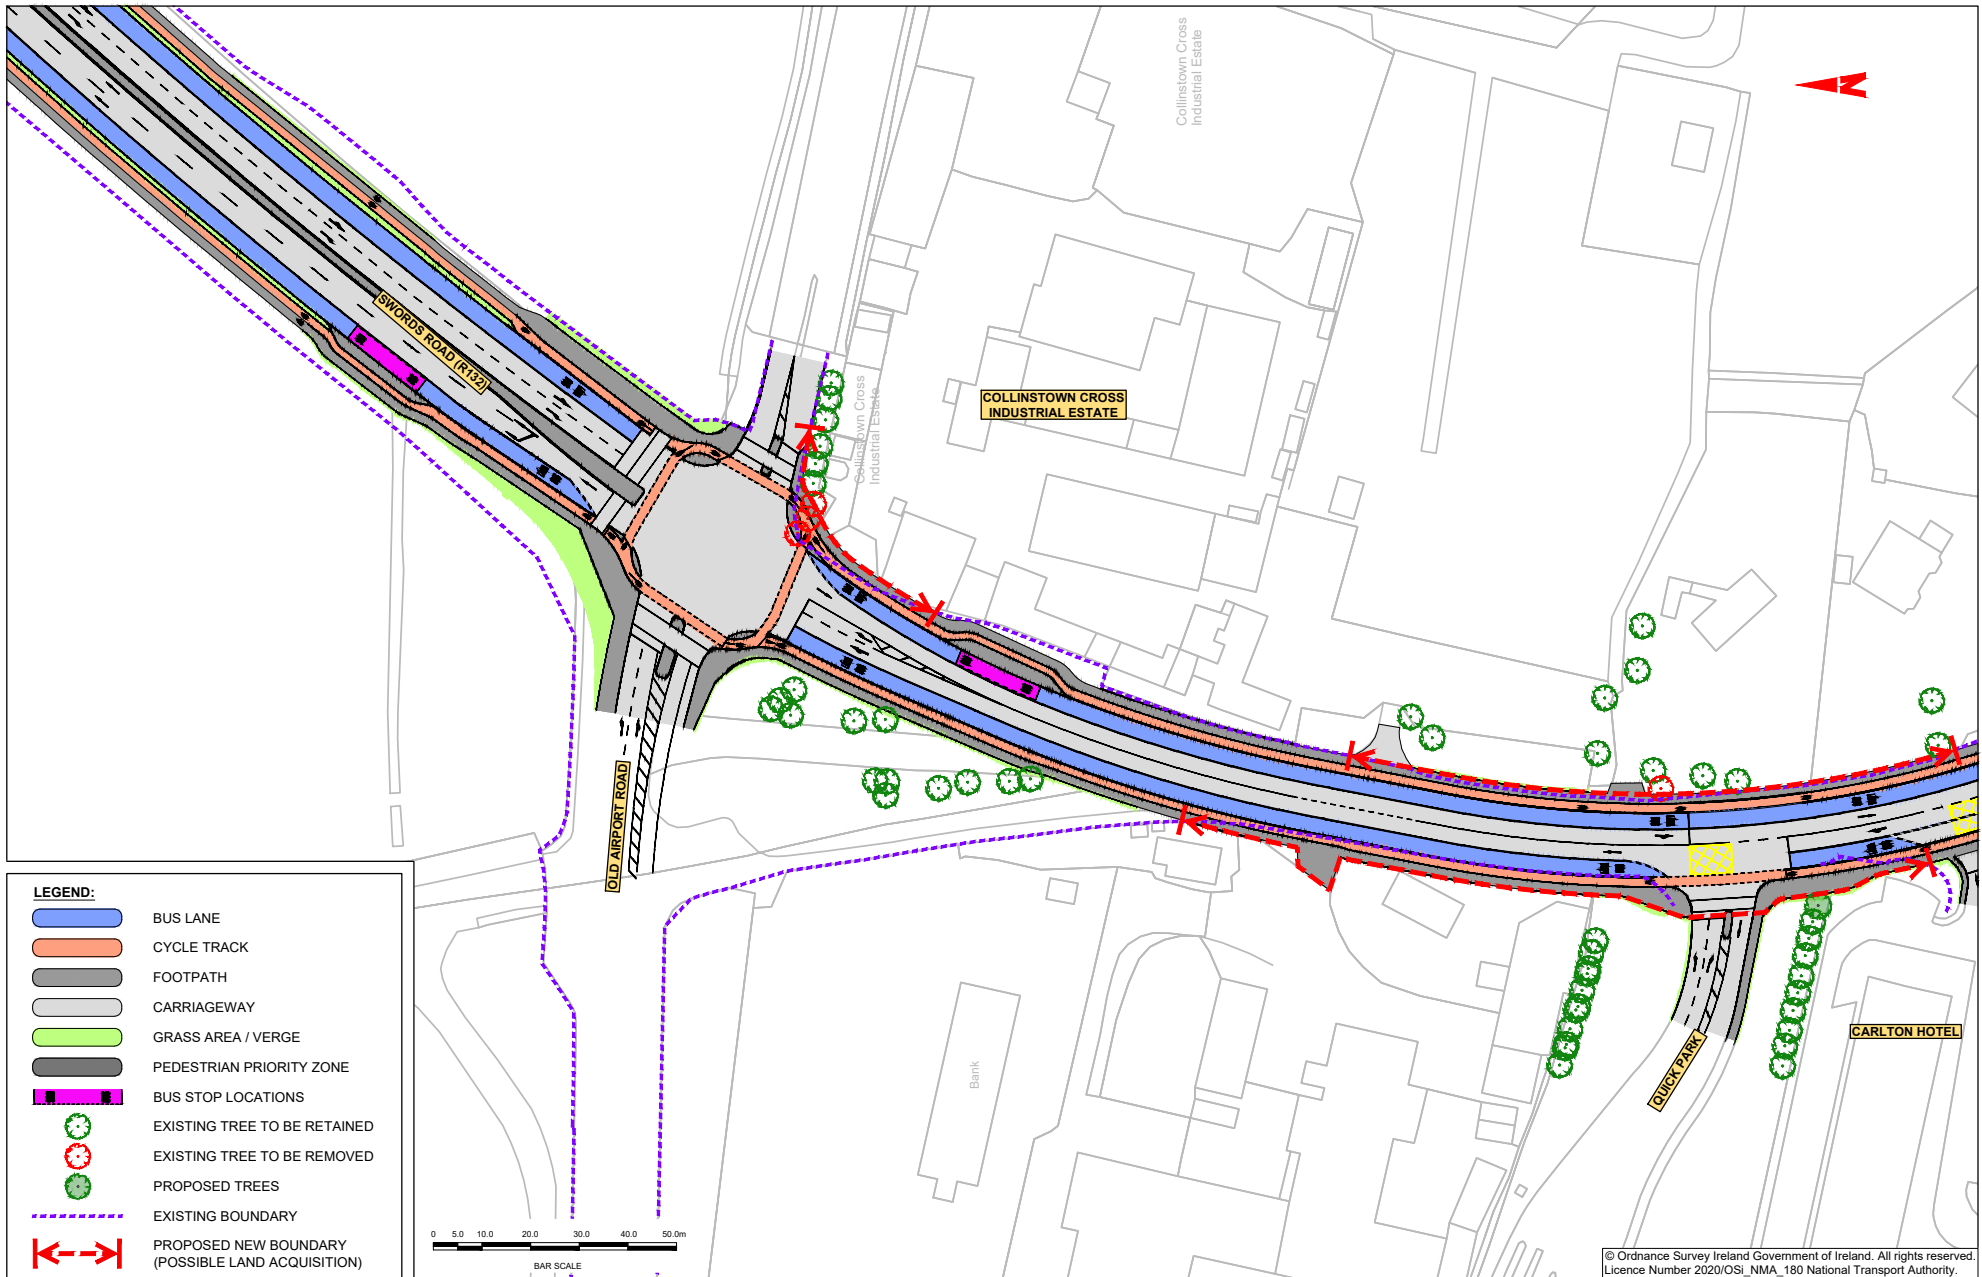 Collinstown Cross
Industrial Estate
N
SWORDS ROAD (R132)
Collinstown Cross
Industrial Estate
COLLINSTOWN CROSS
INDUSTRIAL ESTATE
OLD AIRPORT ROAD
Bank
QUICK PARK
CARLTON HOTEL
LEGEND:
BUS LANE
CYCLE TRACK
FOOTPATH
CARRIAGEWAY
GRASS AREA / VERGE
PEDESTRIAN PRIORITY ZONE
BUS STOP LOCATIONS
EXISTING TREE TO BE RETAINED
EXISTING TREE TO BE REMOVED
PROPOSED TREES
EXISTING BOUNDARY
PROPOSED NEW BOUNDARY
(POSSIBLE LAND ACQUISITION)
0 5.0 10.0 20.0 30.0 40.0 50.0m
BAR SCALE
© Ordnance Survey Ireland Government of Ireland. All rights reserved.
Licence Number 2020/OSi_NMA_180 National Transport Authority.